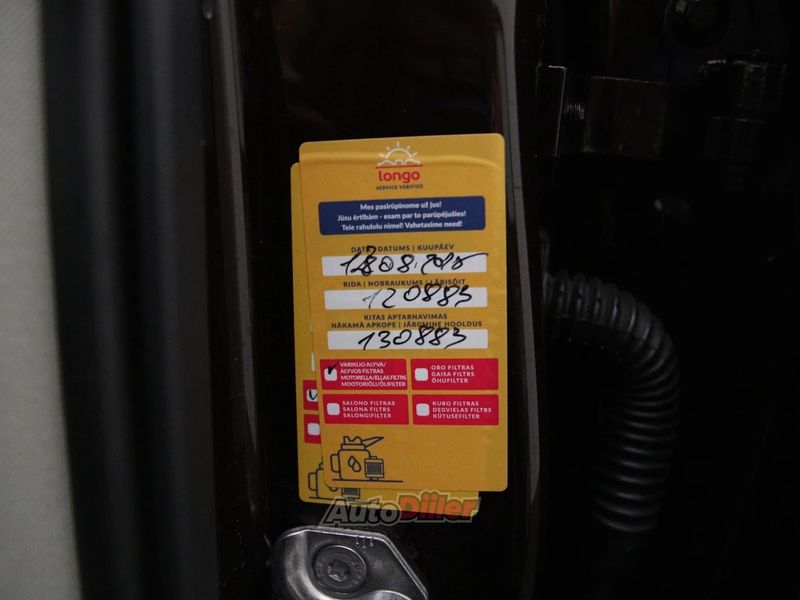 longo
SERVICE VERIFIED
Mes pasirūpinome už jus!
Jūsu ērtībām - esam par to parūpējušies!
Teie rahulolu nimel! Vahetasime need!
DATA | DATUMS | KUUPÄEV
RIDA | NOBRAUKUMS | LÄBISÕIT
120883
KITAS APTARNAVIMAS
NĀKAMĀ APKOPE | JÄRGMINE HOOLDUS
130883
VARIKLIO ALYVA/
ALYVOS FILTRAS
MOTORELLA/ELLAS FILTRS
MOOTORIÕLI/ÕLIFILTER
ORO FILTRAS
GAISA FILTRS
ÕHUFILTER
SALONO FILTRAS
SALONA FILTRS
SALONGIFILTER
KURO FILTRAS
DEGVIELAS FILTRS
KÜTUSEFILTER
AutoDiler